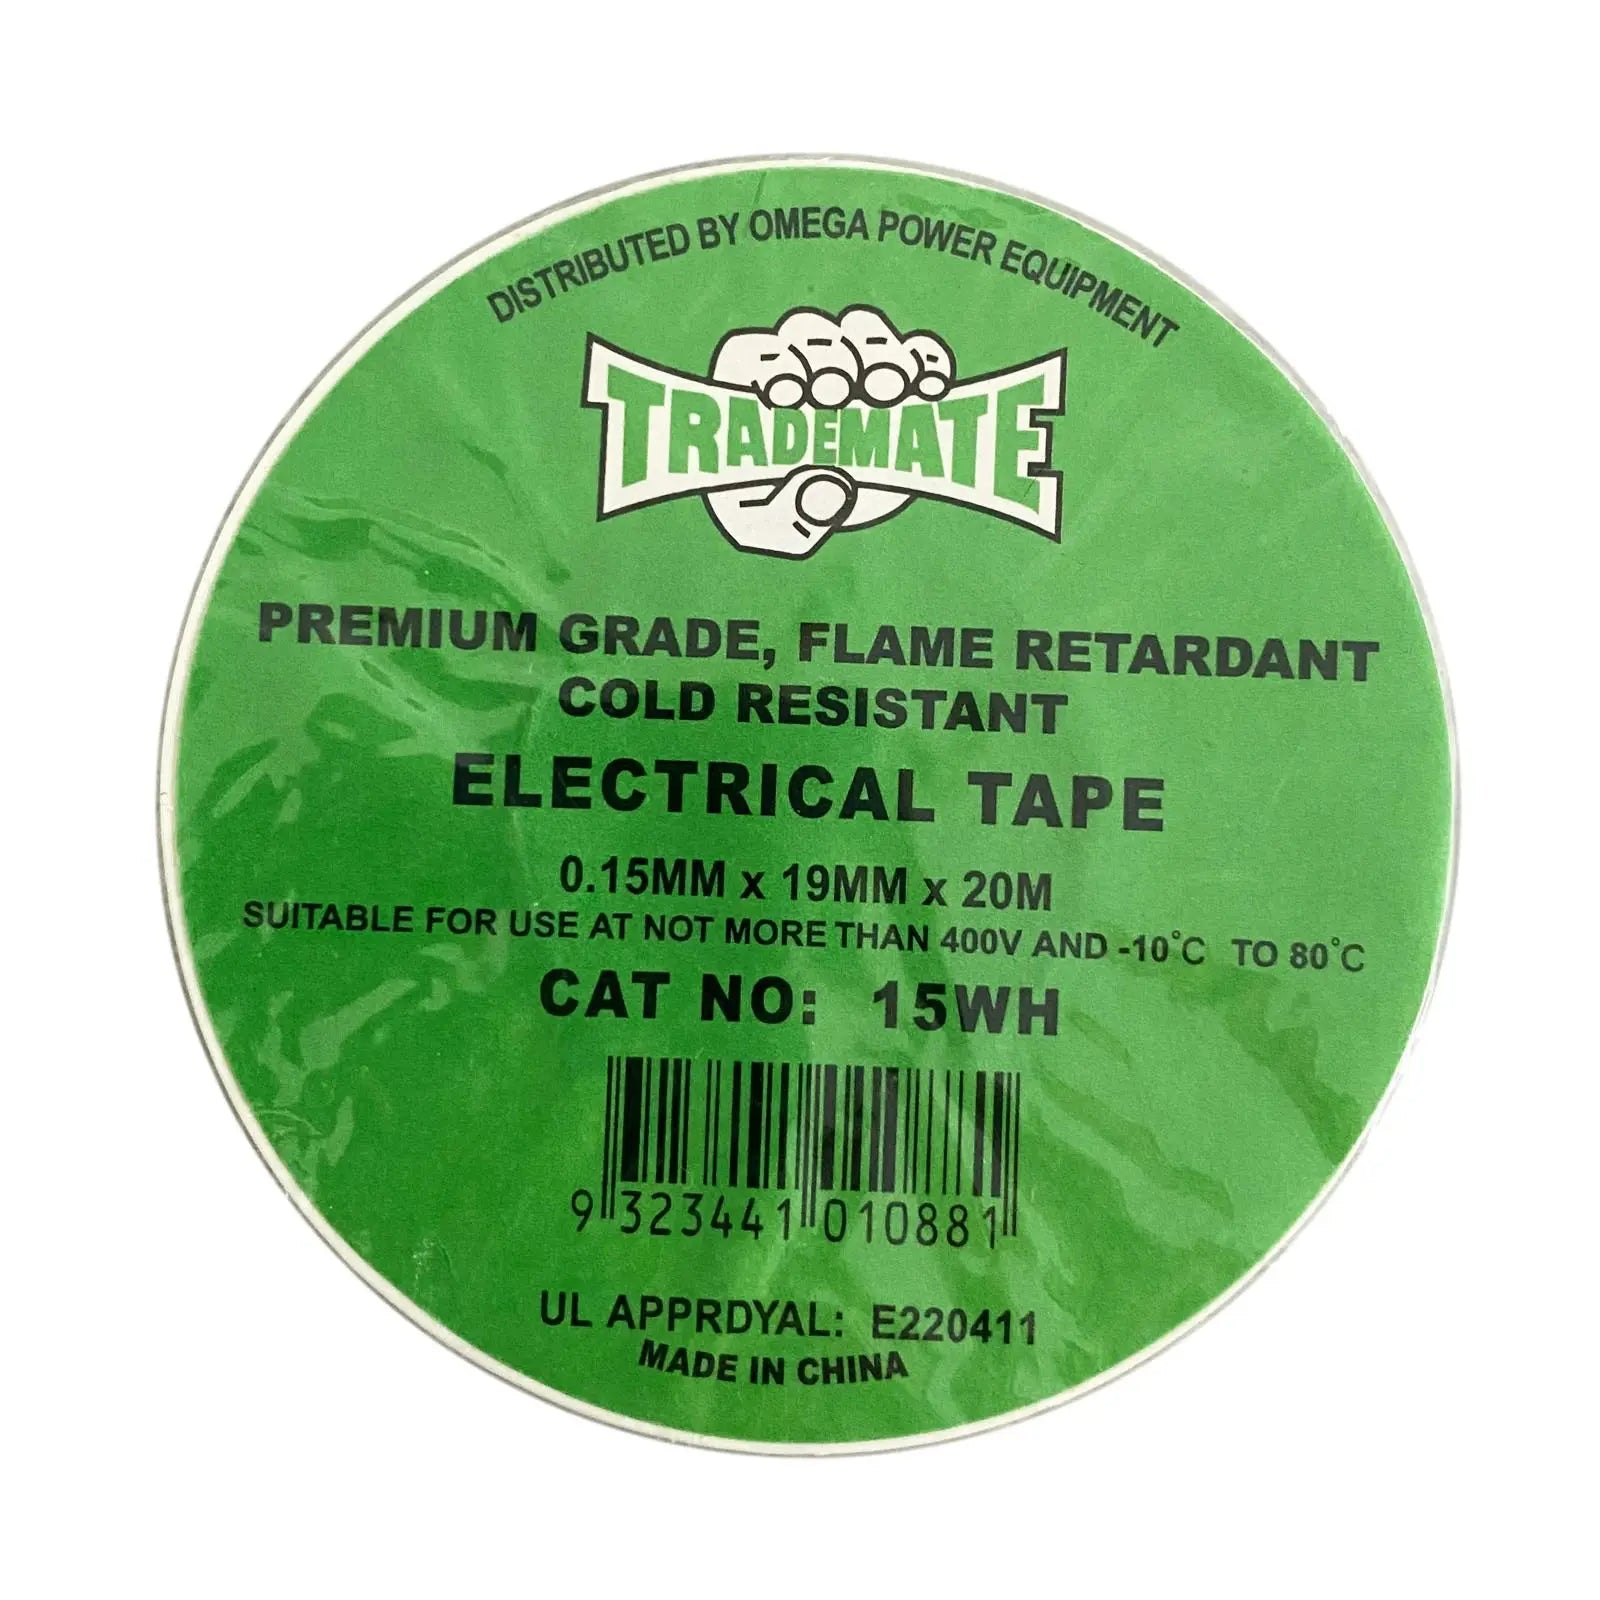 DISTRIBUTED BY OMEGA POWER EQUIPMENT
TRADEMATE
PREMIUM GRADE, FLAME RETARDANT
COLD RESISTANT
ELECTRICAL TAPE
0.15MM x 19MM x 20M
SUITABLE FOR USE AT NOT MORE THAN 400V AND -10°C TO 80°C
CAT NO: 15WH
9 323441 010881
UL APPRDYAL: E220411
MADE IN CHINA